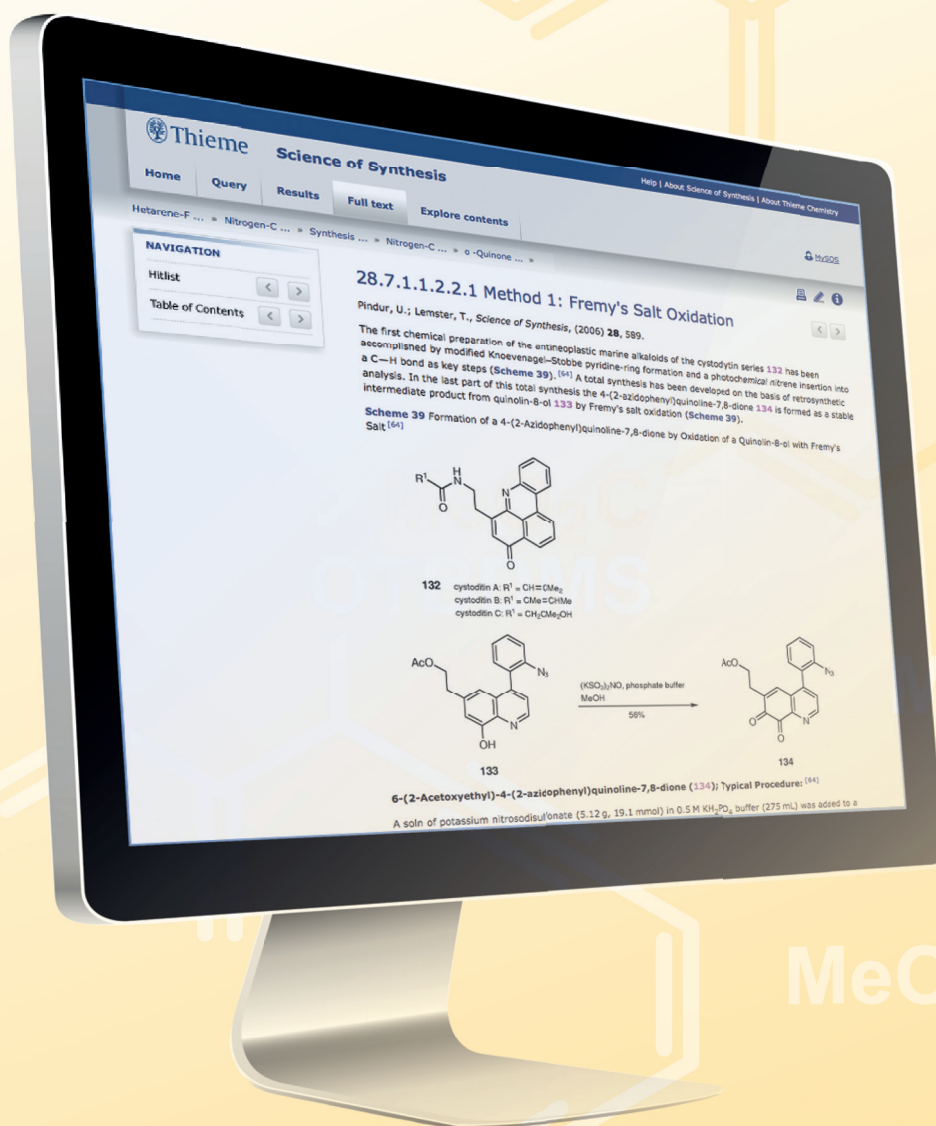 Thieme
Science of Synthesis
Help | About Science of Synthesis | About Thieme Chemistry
Home Query Results Full text Explore contents
Hetarene-F ... » Nitrogen-C ... » Synthesis ... » Nitrogen-C ... » o -Quinone ... »
MySOS
NAVIGATION
Hitlist
Table of Contents
28.7.1.1.2.2.1 Method 1: Fremy's Salt Oxidation
Pindur, U.; Lemster, T., Science of Synthesis, (2006) 28, 589.
The first chemical preparation of the antineoplastic marine alkaloids of the cystodytin series 132 has been
accomplished by modified Knoevenagel–Stobbe pyridine-ring formation and a photochemical nitrene insertion into
a C—H bond as key steps (Scheme 39). [64] A total synthesis has been developed on the basis of retrosynthetic
analysis. In the last part of this total synthesis the 4-(2-azidophenyl)quinoline-7,8-dione 134 is formed as a stable
intermediate product from quinolin-8-ol 133 by Fremy's salt oxidation (Scheme 39).
Scheme 39 Formation of a 4-(2-Azidophenyl)quinoline-7,8-dione by Oxidation of a Quinolin-8-ol with Fremy's
Salt [64]
R¹ H N O N O
132 cystoditin A: R¹ = CH=CMe₂
cystoditin B: R¹ = CMe=CHMe
cystoditin C: R¹ = CH₂CMe₂OH
AcO N₃ N OH
(KSO₃)₂NO, phosphate buffer
MeOH
56%
AcO N₃ O O N
133
134
6-(2-Acetoxyethyl)-4-(2-azidophenyl)quinoline-7,8-dione (134); Typical Procedure: [64]
A soln of potassium nitrosodisulfonate (5.12 g, 19.1 mmol) in 0.5 M KH₂PO₄ buffer (275 mL) was added to a
MeO